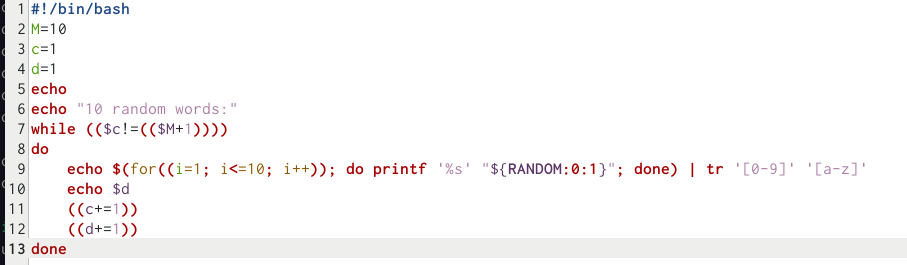 1 #!/bin/bash
2 M=10
3 c=1
4 d=1
5 echo
6 echo "10 random words:"
7 while (($c!=(($M+1))))
8 do
9     echo $(for((i=1; i<=10; i++)); do printf '%s' "${RANDOM:0:1}"; done) | tr '[0-9]' '[a-z]'
10     echo $d
11     ((c+=1))
12     ((d+=1))
13 done